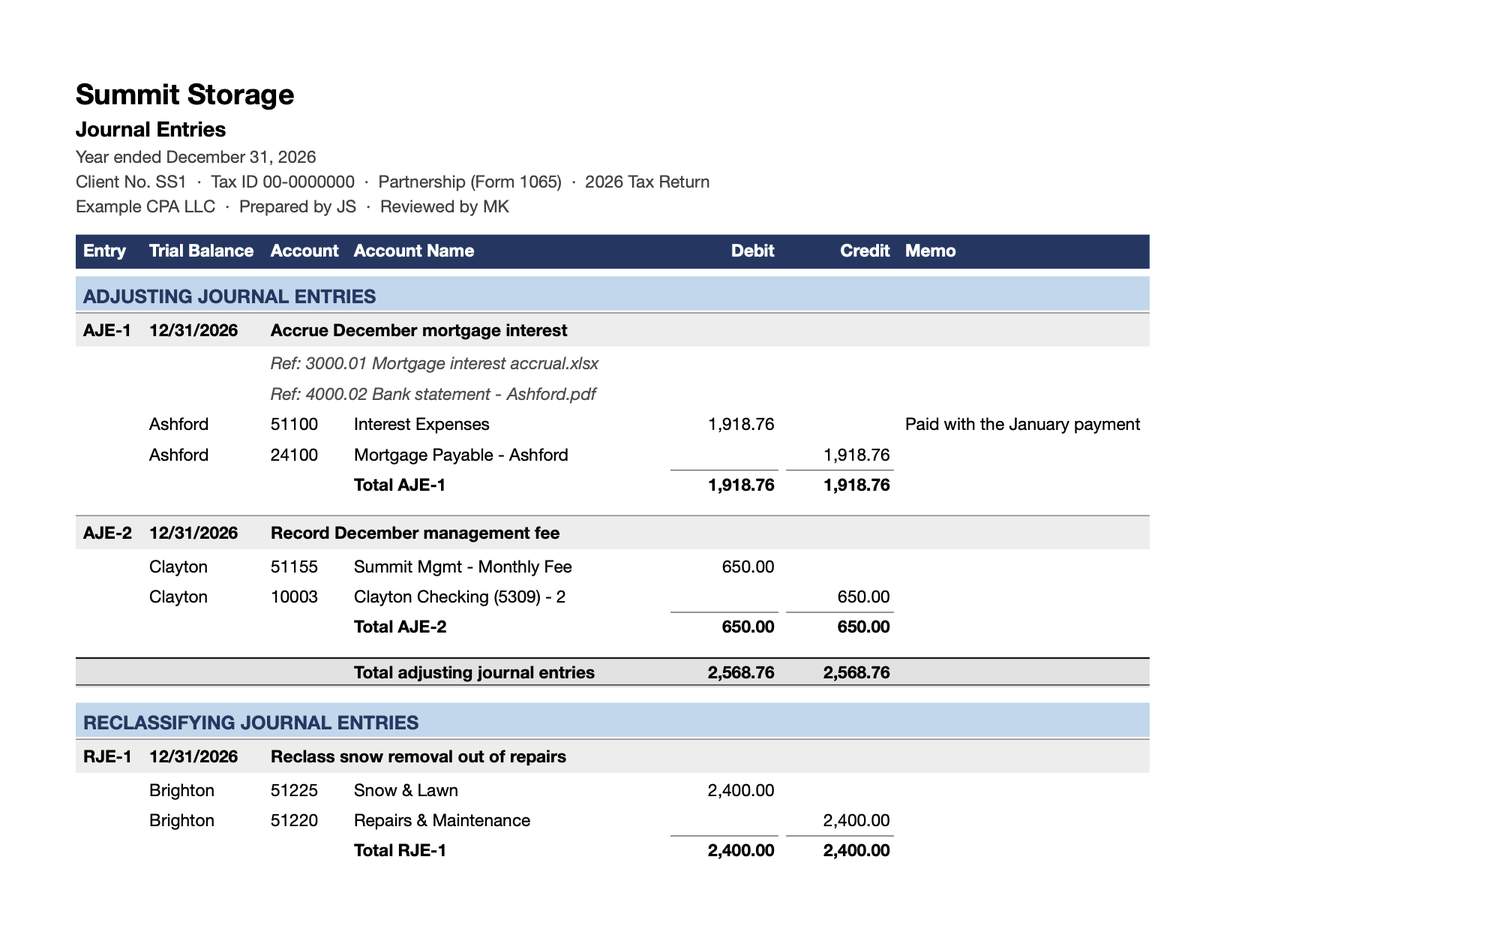 Summit Storage
Journal Entries
Year ended December 31, 2026
Client No. SS1 · Tax ID 00-0000000 · Partnership (Form 1065) · 2026 Tax Return
Example CPA LLC · Prepared by JS · Reviewed by MK
Entry Trial Balance Account Account Name Debit Credit Memo
ADJUSTING JOURNAL ENTRIES
AJE-1 12/31/2026 Accrue December mortgage interest
Ref: 3000.01 Mortgage interest accrual.xlsx
Ref: 4000.02 Bank statement - Ashford.pdf
Ashford 51100 Interest Expenses 1,918.76 Paid with the January payment
Ashford 24100 Mortgage Payable - Ashford 1,918.76
Total AJE-1 1,918.76 1,918.76
AJE-2 12/31/2026 Record December management fee
Clayton 51155 Summit Mgmt - Monthly Fee 650.00
Clayton 10003 Clayton Checking (5309) - 2 650.00
Total AJE-2 650.00 650.00
Total adjusting journal entries 2,568.76 2,568.76
RECLASSIFYING JOURNAL ENTRIES
RJE-1 12/31/2026 Reclass snow removal out of repairs
Brighton 51225 Snow & Lawn 2,400.00
Brighton 51220 Repairs & Maintenance 2,400.00
Total RJE-1 2,400.00 2,400.00